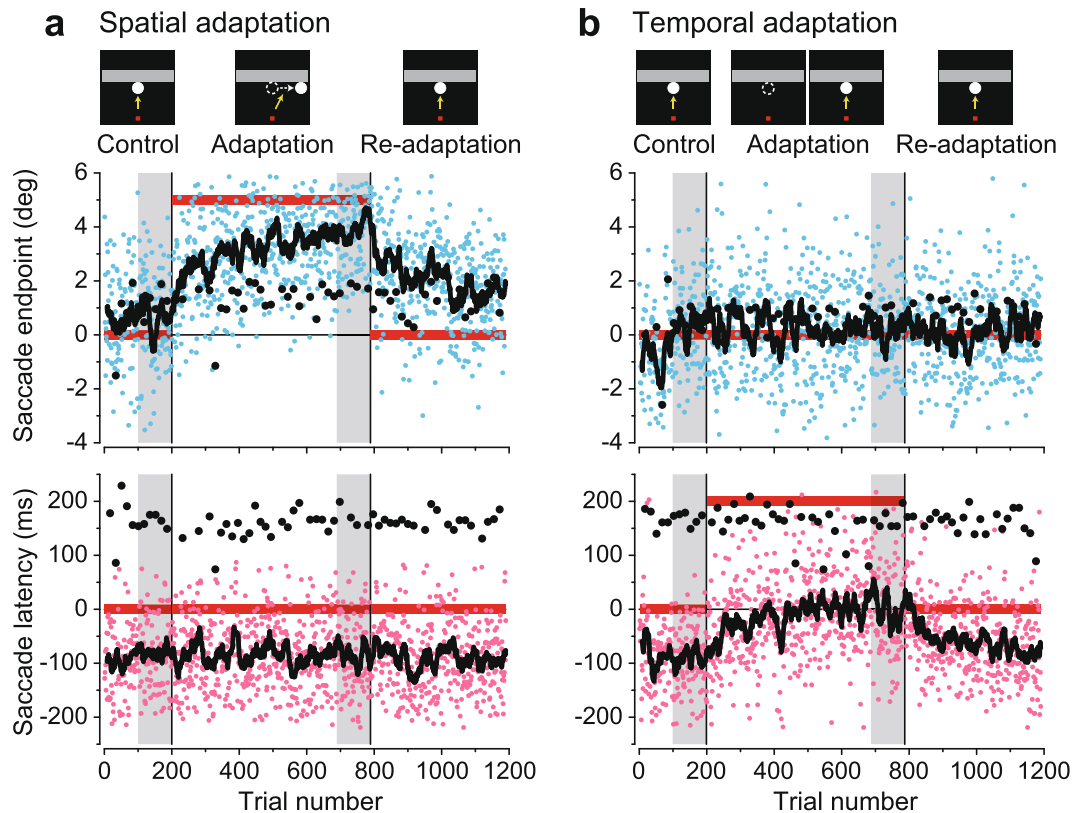 a Spatial adaptation
Control Adaptation Re-adaptation
Saccade endpoint (deg)
6
4
2
0
-2
-4
Saccade latency (ms)
200
100
0
-100
-200
0 200 400 600 800 1000 1200
Trial number
b Temporal adaptation
Control Adaptation Re-adaptation
6
4
2
0
-2
-4
200
100
0
-100
-200
0 200 400 600 800 1000 1200
Trial number